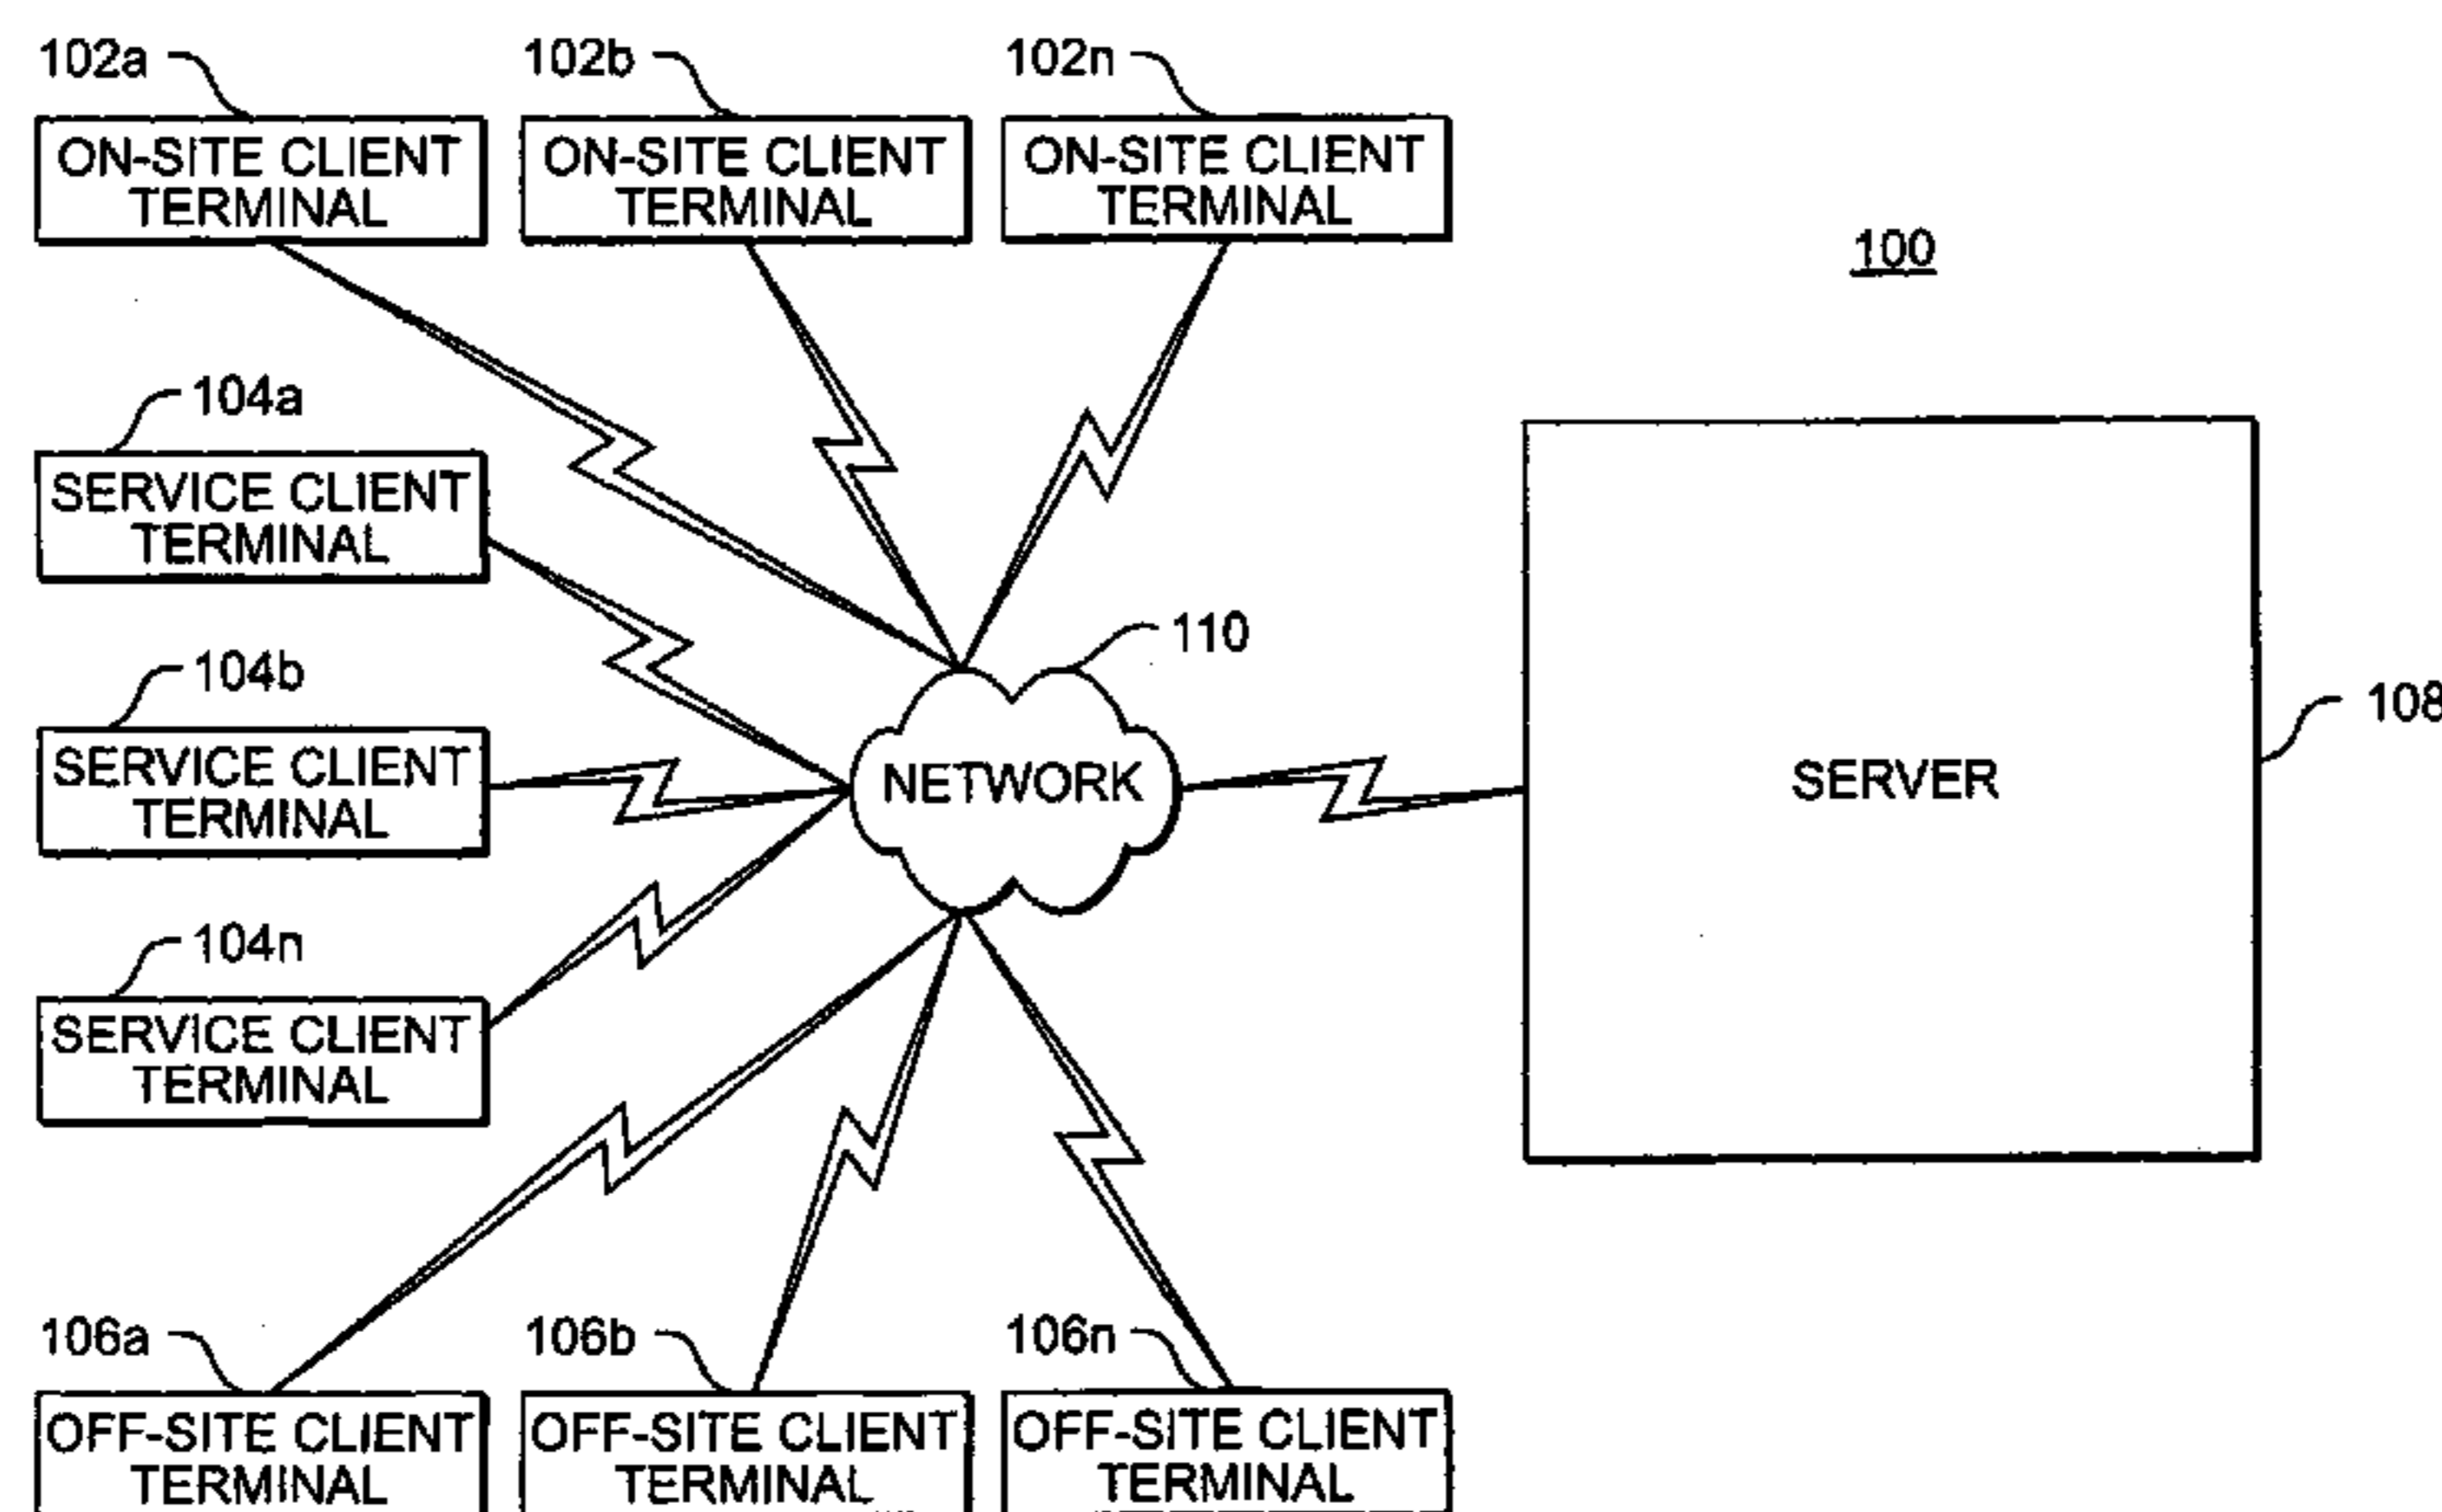 102a
102b
102n
ON-SITE CLIENT
TERMINAL
ON-SITE CLIENT
TERMINAL
ON-SITE CLIENT
TERMINAL
100
104a
SERVICE CLIENT
TERMINAL
110
104b
SERVICE CLIENT
TERMINAL
NETWORK
SERVER
108
104n
SERVICE CLIENT
TERMINAL
106a
106b
106n
OFF-SITE CLIENT
TERMINAL
OFF-SITE CLIENT
TERMINAL
OFF-SITE CLIENT
TERMINAL